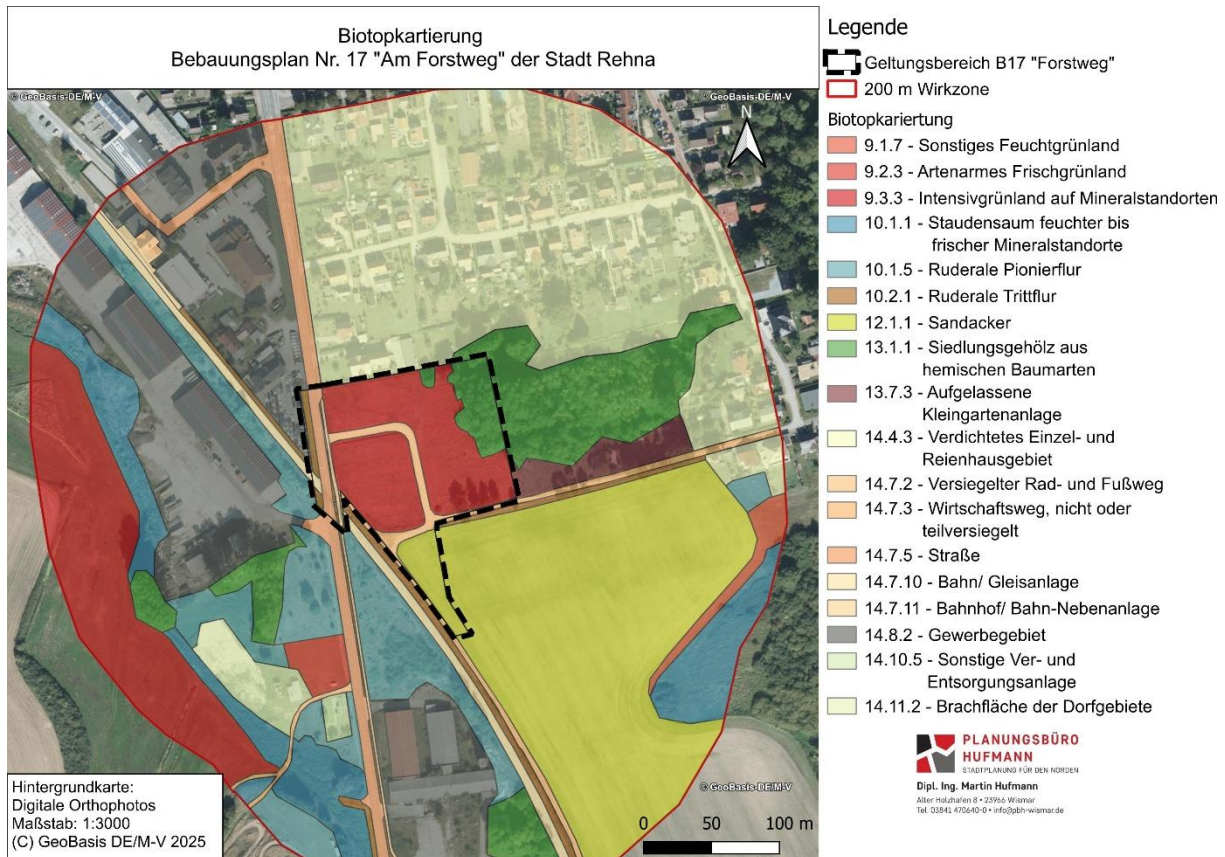 Biotopkartierung
Bebauungsplan Nr. 17 "Am Forstweg" der Stadt Rehna
© GeoBasis-DE/M-V
© GeoBasis-DE/M-V
N
© GeoBasis-DE/M-V
Hintergrundkarte:
Digitale Orthophotos
Maßstab: 1:3000
(C) GeoBasis DE/M-V 2025
0 50 100 m
Legende
Geltungsbereich B17 "Forstweg"
200 m Wirkzone
Biotopkariertung
9.1.7 - Sonstiges Feuchtgrünland
9.2.3 - Artenarmes Frischgrünland
9.3.3 - Intensivgrünland auf Mineralstandorten
10.1.1 - Staudensaum feuchter bis
frischer Mineralstandorte
10.1.5 - Ruderale Pionierflur
10.2.1 - Ruderale Trittflur
12.1.1 - Sandacker
13.1.1 - Siedlungsgehölz aus
hemischen Baumarten
13.7.3 - Aufgelassene
Kleingartenanlage
14.4.3 - Verdichtetes Einzel- und
Reienhausgebiet
14.7.2 - Versiegelter Rad- und Fußweg
14.7.3 - Wirtschaftsweg, nicht oder
teilversiegelt
14.7.5 - Straße
14.7.10 - Bahn/ Gleisanlage
14.7.11 - Bahnhof/ Bahn-Nebenanlage
14.8.2 - Gewerbegebiet
14.10.5 - Sonstige Ver- und
Entsorgungsanlage
14.11.2 - Brachfläche der Dorfgebiete
PLANUNGSBÜRO
HUFMANN
STADTPLANUNG FÜR DEN NORDEN
Dipl. Ing. Martin Hufmann
Alter Holzhafen 8 • 23966 Wismar
Tel. 03841 470640-0 • info@pbh-wismar.de